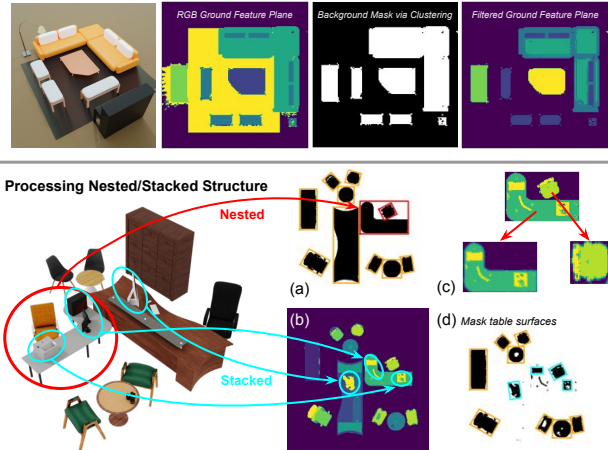 RGB Ground Feature Plane
Background Mask via Clustering
Filtered Ground Feature Plane
Processing Nested/Stacked Structure
Nested
(a)
(c)
(b)
(d) Mask table surfaces
Stacked